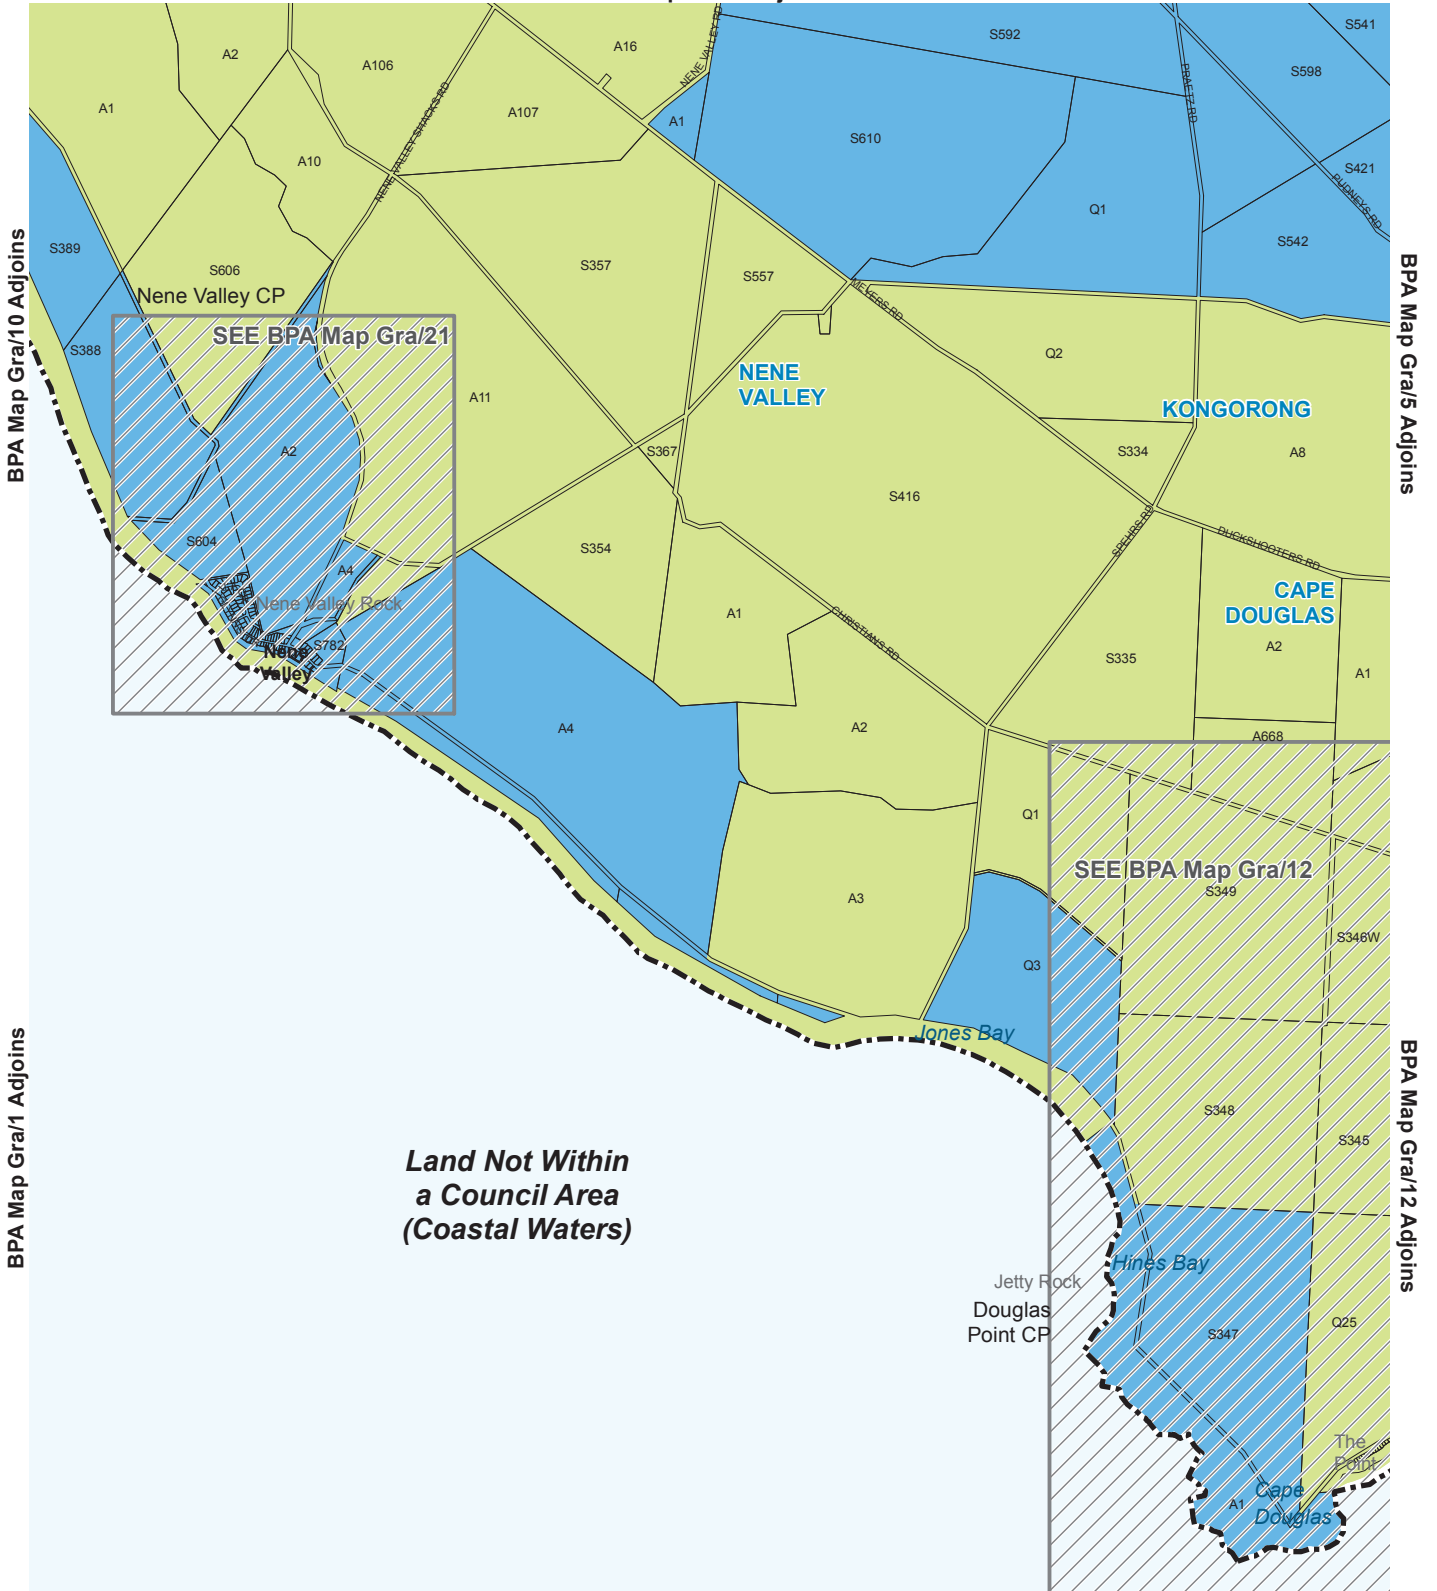 S592
S541
S598
A16
A2
A106
NENE VALLEY RD
PRAETZ RD
A1
A107
NENE VALLEY SHACKS RD
A1
S610
A10
S421
PUDNEYS RD
Q1
S542
S389
S606
S357
S557
Nene Valley CP
MEYERS RD
BPA Map Gra/10 Adjoins
BPA Map Gra/5 Adjoins
SEE BPA Map Gra/21
S388
Q2
NENE
VALLEY
KONGORONG
A11
A2
S367
S334
A8
S416
SPEHRS RD
DUCKSHOOTERS RD
S604
S354
A4
CAPE
DOUGLAS
Nene Valley Rock
A1
CHRISTIANS RD
S782
Nene
Valley
S335
A2
A1
A4
A2
A668
Q1
SEE BPA Map Gra/12
S349
A3
S346W
Q3
Jones Bay
BPA Map Gra/1 Adjoins
BPA Map Gra/12 Adjoins
S348
S345
Land Not Within
a Council Area
(Coastal Waters)
Hines Bay
Jetty Rock
Douglas
Point CP
S347
Q25
The
Point
Cape
Douglas
A1